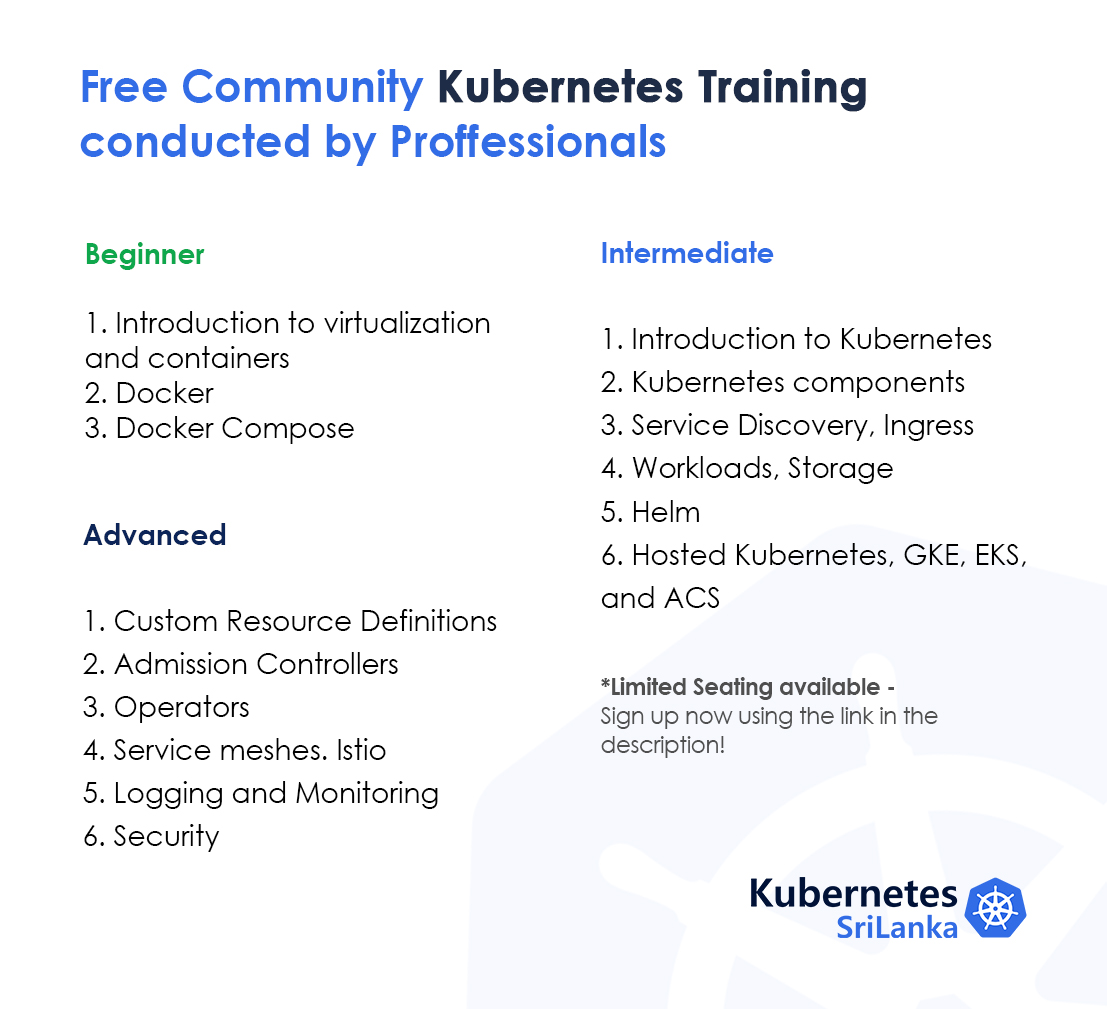 Free Community Kubernetes Training
conducted by Proffessionals
Beginner
1. Introduction to virtualization
and containers
2. Docker
3. Docker Compose
Advanced
1. Custom Resource Definitions
2. Admission Controllers
3. Operators
4. Service meshes. Istio
5. Logging and Monitoring
6. Security
Intermediate
1. Introduction to Kubernetes
2. Kubernetes components
3. Service Discovery, Ingress
4. Workloads, Storage
5. Helm
6. Hosted Kubernetes, GKE, EKS,
and ACS
*Limited Seating available -
Sign up now using the link in the
description!
Kubernetes
SriLanka